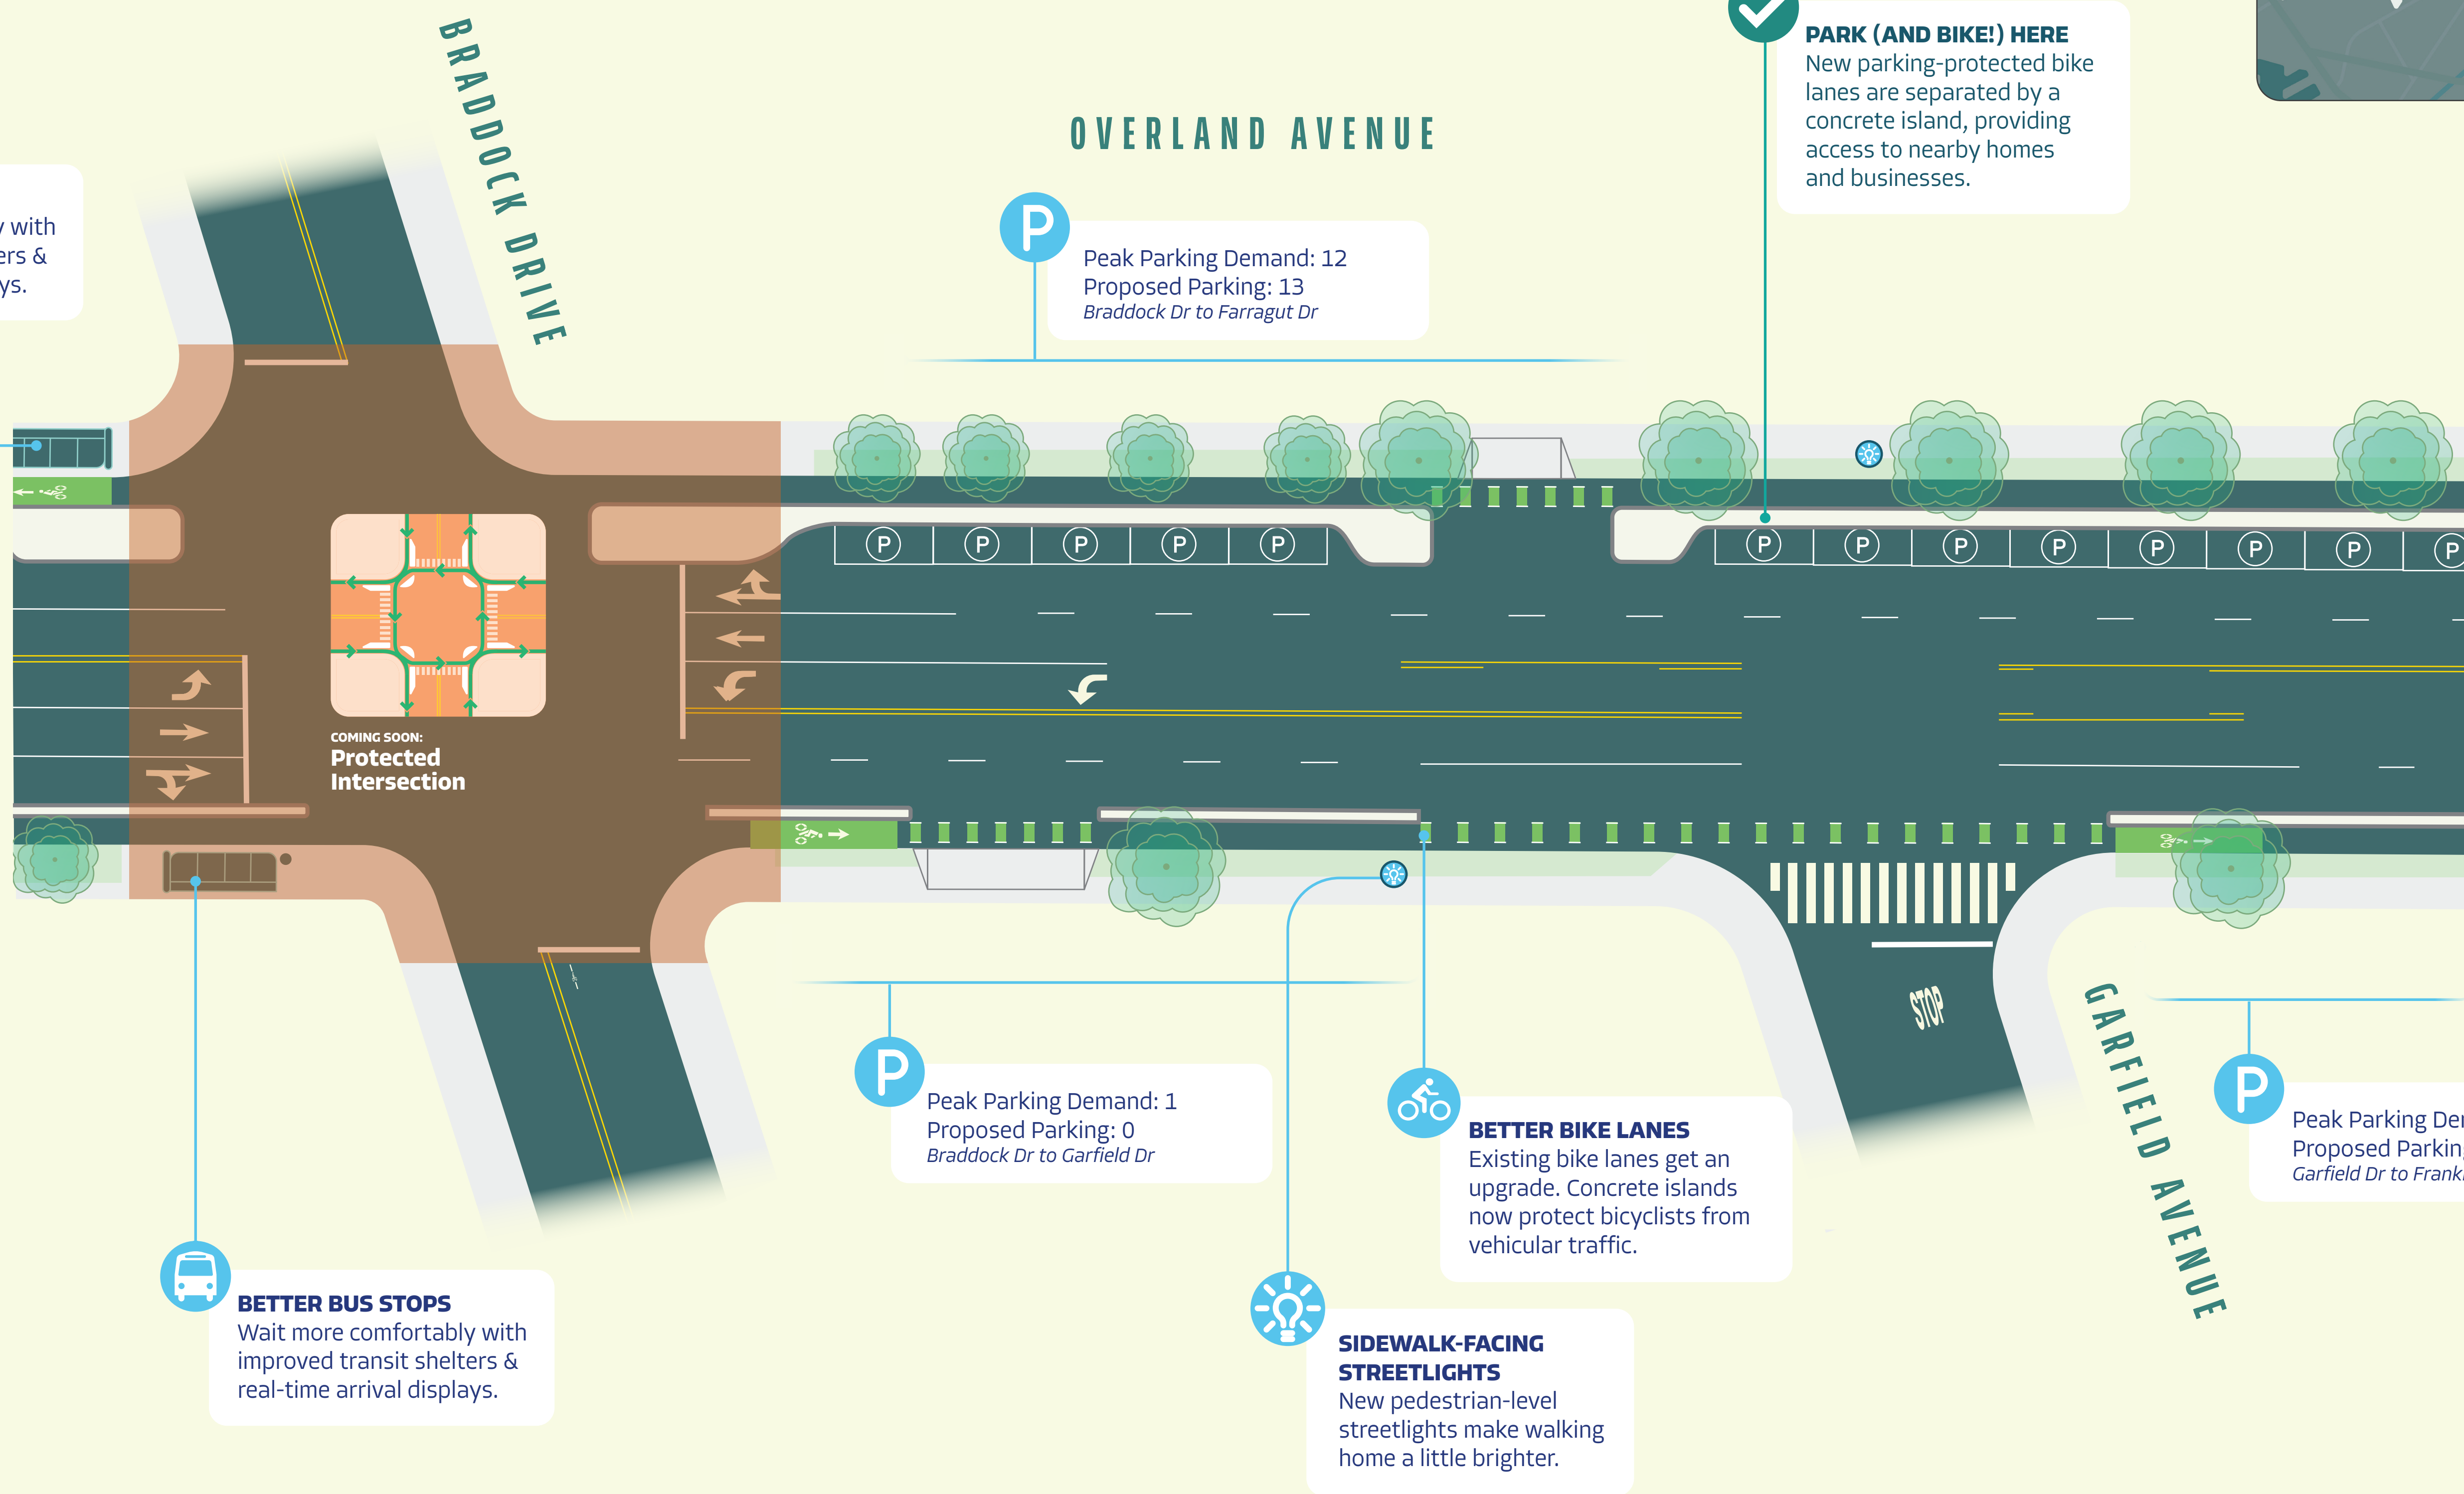 BRADDOCK DRIVE
OVERLAND AVENUE
PARK (AND BIKE!) HERE
New parking-protected bike
lanes are separated by a
concrete island, providing
access to nearby homes
and businesses.
with
&
P
Peak Parking Demand: 12
Proposed Parking: 13
Braddock Dr to Farragut Dr
P P P P P
P P P P P P P P
COMING SOON:
Protected
Intersection
STOP
GARFIELD AVENUE
P
Peak Parking Demand: 1
Proposed Parking: 0
Braddock Dr to Garfield Dr
BETTER BIKE LANES
Existing bike lanes get an
upgrade. Concrete islands
now protect bicyclists from
vehicular traffic.
P
Peak Parking
Proposed
Garfield Dr to
BETTER BUS STOPS
Wait more comfortably with
improved transit shelters &
real-time arrival displays.
SIDEWALK-FACING
STREETLIGHTS
New pedestrian-level
streetlights make walking
home a little brighter.